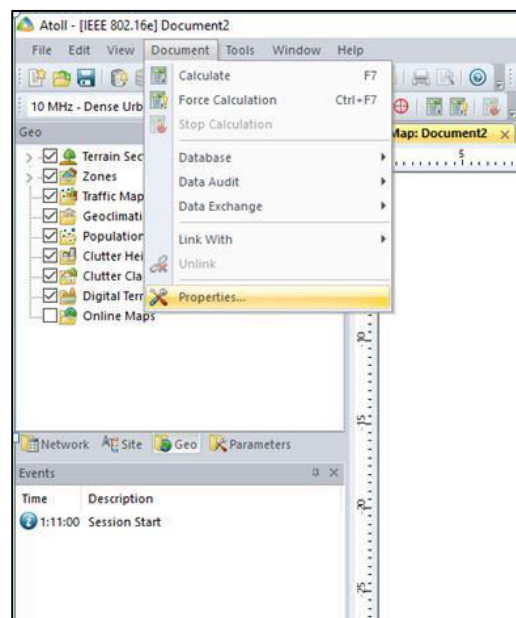 Atoll - [IEEE 802.16e] Document2
File Edit View Document Tools Window Help
10 MHz - Dense Urb
Calculate F7
Force Calculation Ctrl+F7
Stop Calculation
Database
Data Audit
Data Exchange
Link With
Unlink
Properties...
Geo
Terrain Sec
Zones
Traffic Map
Geoclimati
Population
Clutter Hei
Clutter Cla
Digital Terr
Online Maps
Map: Document2
5
-10
-15
-20
-25
Network Site Geo Parameters
Events
Time Description
1:11:00 Session Start